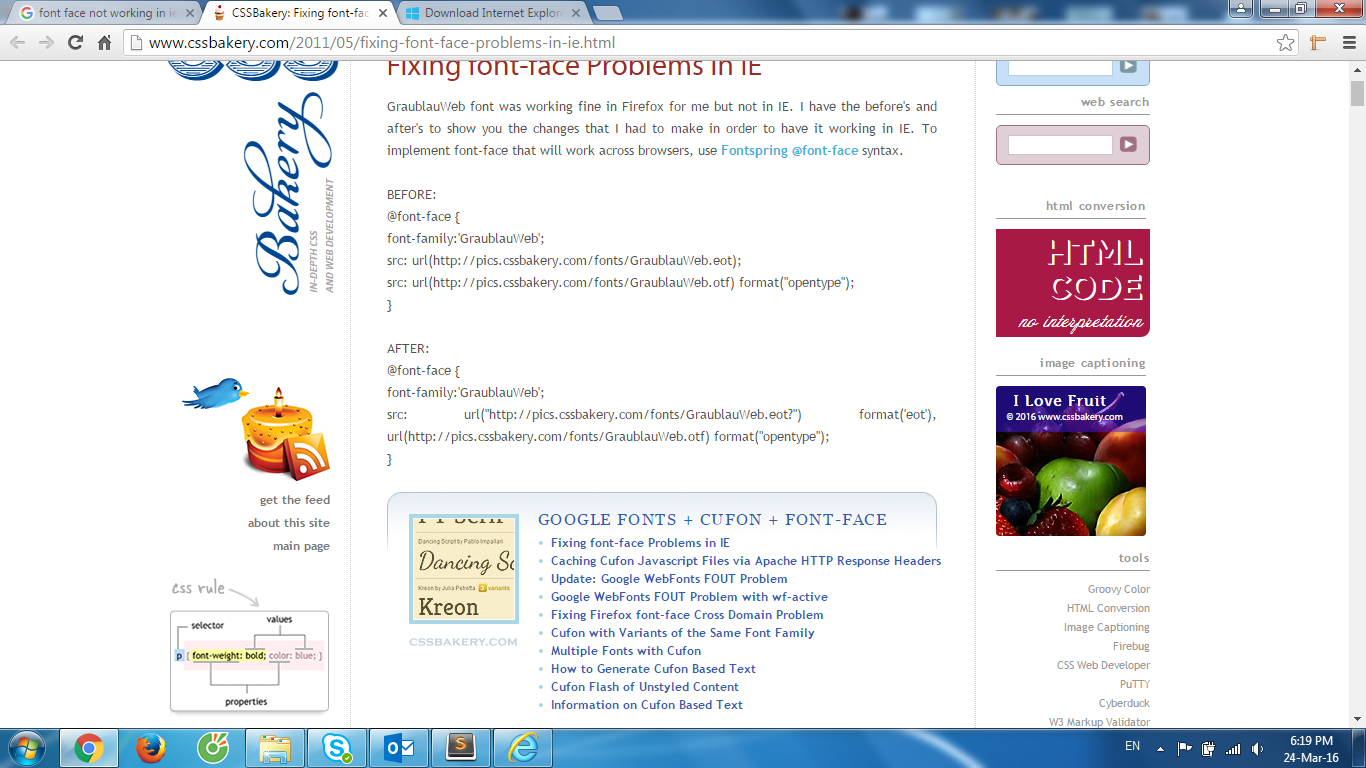 font face not working in ie
CSSBakery: Fixing font-fac
Download Internet Explor
www.cssbakery.com/2011/05/fixing-font-face-problems-in-ie.html
Bakery
IN-DEPTH CSS
AND WEB DEVELOPMENT
get the feed
about this site
main page
css rule
selector
values
p { font-weight: bold; color: blue; }
properties
Fixing font-face Problems in IE
GraublauWeb font was working fine in Firefox for me but not in IE. I have the before's and
after's to show you the changes that I had to make in order to have it working in IE. To
implement font-face that will work across browsers, use Fontspring @font-face syntax.
BEFORE:
@font-face {
font-family:'GraublauWeb';
src: url(http://pics.cssbakery.com/fonts/GraublauWeb.eot);
src: url(http://pics.cssbakery.com/fonts/GraublauWeb.otf) format("opentype");
}
AFTER:
@font-face {
font-family:'GraublauWeb';
src: url("http://pics.cssbakery.com/fonts/GraublauWeb.eot?") format('eot'),
url(http://pics.cssbakery.com/fonts/GraublauWeb.otf) format("opentype");
}
Dancing Script by Pablo Impallari
Dancing Sc
Kreon by Julia Petretta 3 variants
Kreon
CSSBAKERY.COM
GOOGLE FONTS + CUFON + FONT-FACE
Fixing font-face Problems in IE
Caching Cufon Javascript Files via Apache HTTP Response Headers
Update: Google WebFonts FOUT Problem
Google WebFonts FOUT Problem with wf-active
Fixing Firefox font-face Cross Domain Problem
Cufon with Variants of the Same Font Family
Multiple Fonts with Cufon
How to Generate Cufon Based Text
Cufon Flash of Unstyled Content
Information on Cufon Based Text
web search
html conversion
HTML
CODE
no interpretation
image captioning
I Love Fruit
© 2016 www.cssbakery.com
tools
Groovy Color
HTML Conversion
Image Captioning
Firebug
CSS Web Developer
PuTTY
Cyberduck
W3 Markup Validator
EN
6:19 PM
24-Mar-16